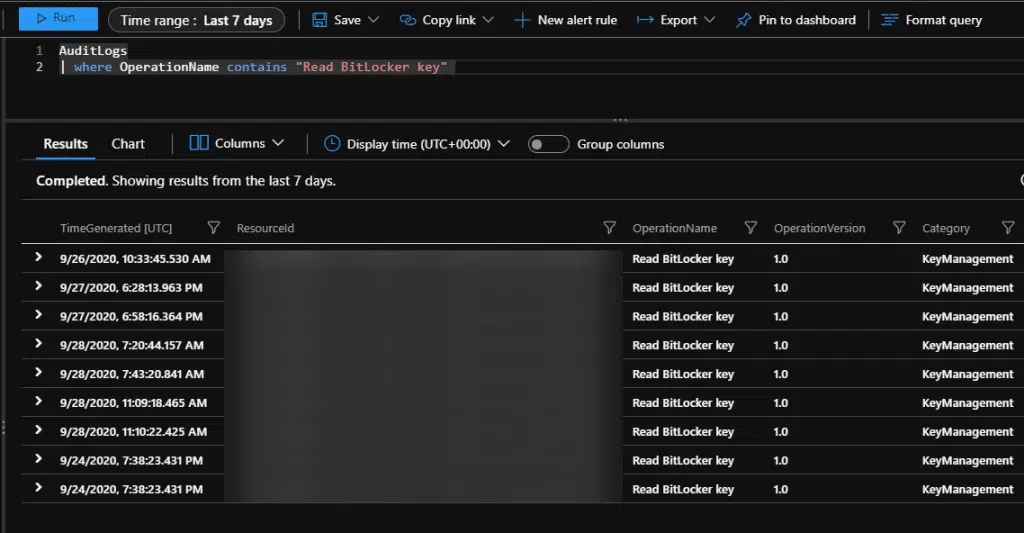 Run Time range : Last 7 days Save Copy link New alert rule Export Pin to dashboard Format query
1 AuditLogs
2 | where OperationName contains "Read BitLocker key"
Results Chart Columns Display time (UTC+00:00) Group columns
Completed. Showing results from the last 7 days.
TimeGenerated [UTC] ResourceId OperationName OperationVersion Category
9/26/2020, 10:33:45.530 AM Read BitLocker key 1.0 KeyManagement
9/27/2020, 6:28:13.963 PM Read BitLocker key 1.0 KeyManagement
9/27/2020, 6:58:16.364 PM Read BitLocker key 1.0 KeyManagement
9/28/2020, 7:20:44.157 AM Read BitLocker key 1.0 KeyManagement
9/28/2020, 7:43:20.841 AM Read BitLocker key 1.0 KeyManagement
9/28/2020, 11:09:18.465 AM Read BitLocker key 1.0 KeyManagement
9/28/2020, 11:10:22.425 AM Read BitLocker key 1.0 KeyManagement
9/24/2020, 7:38:23.431 PM Read BitLocker key 1.0 KeyManagement
9/24/2020, 7:38:23.431 PM Read BitLocker key 1.0 KeyManagement